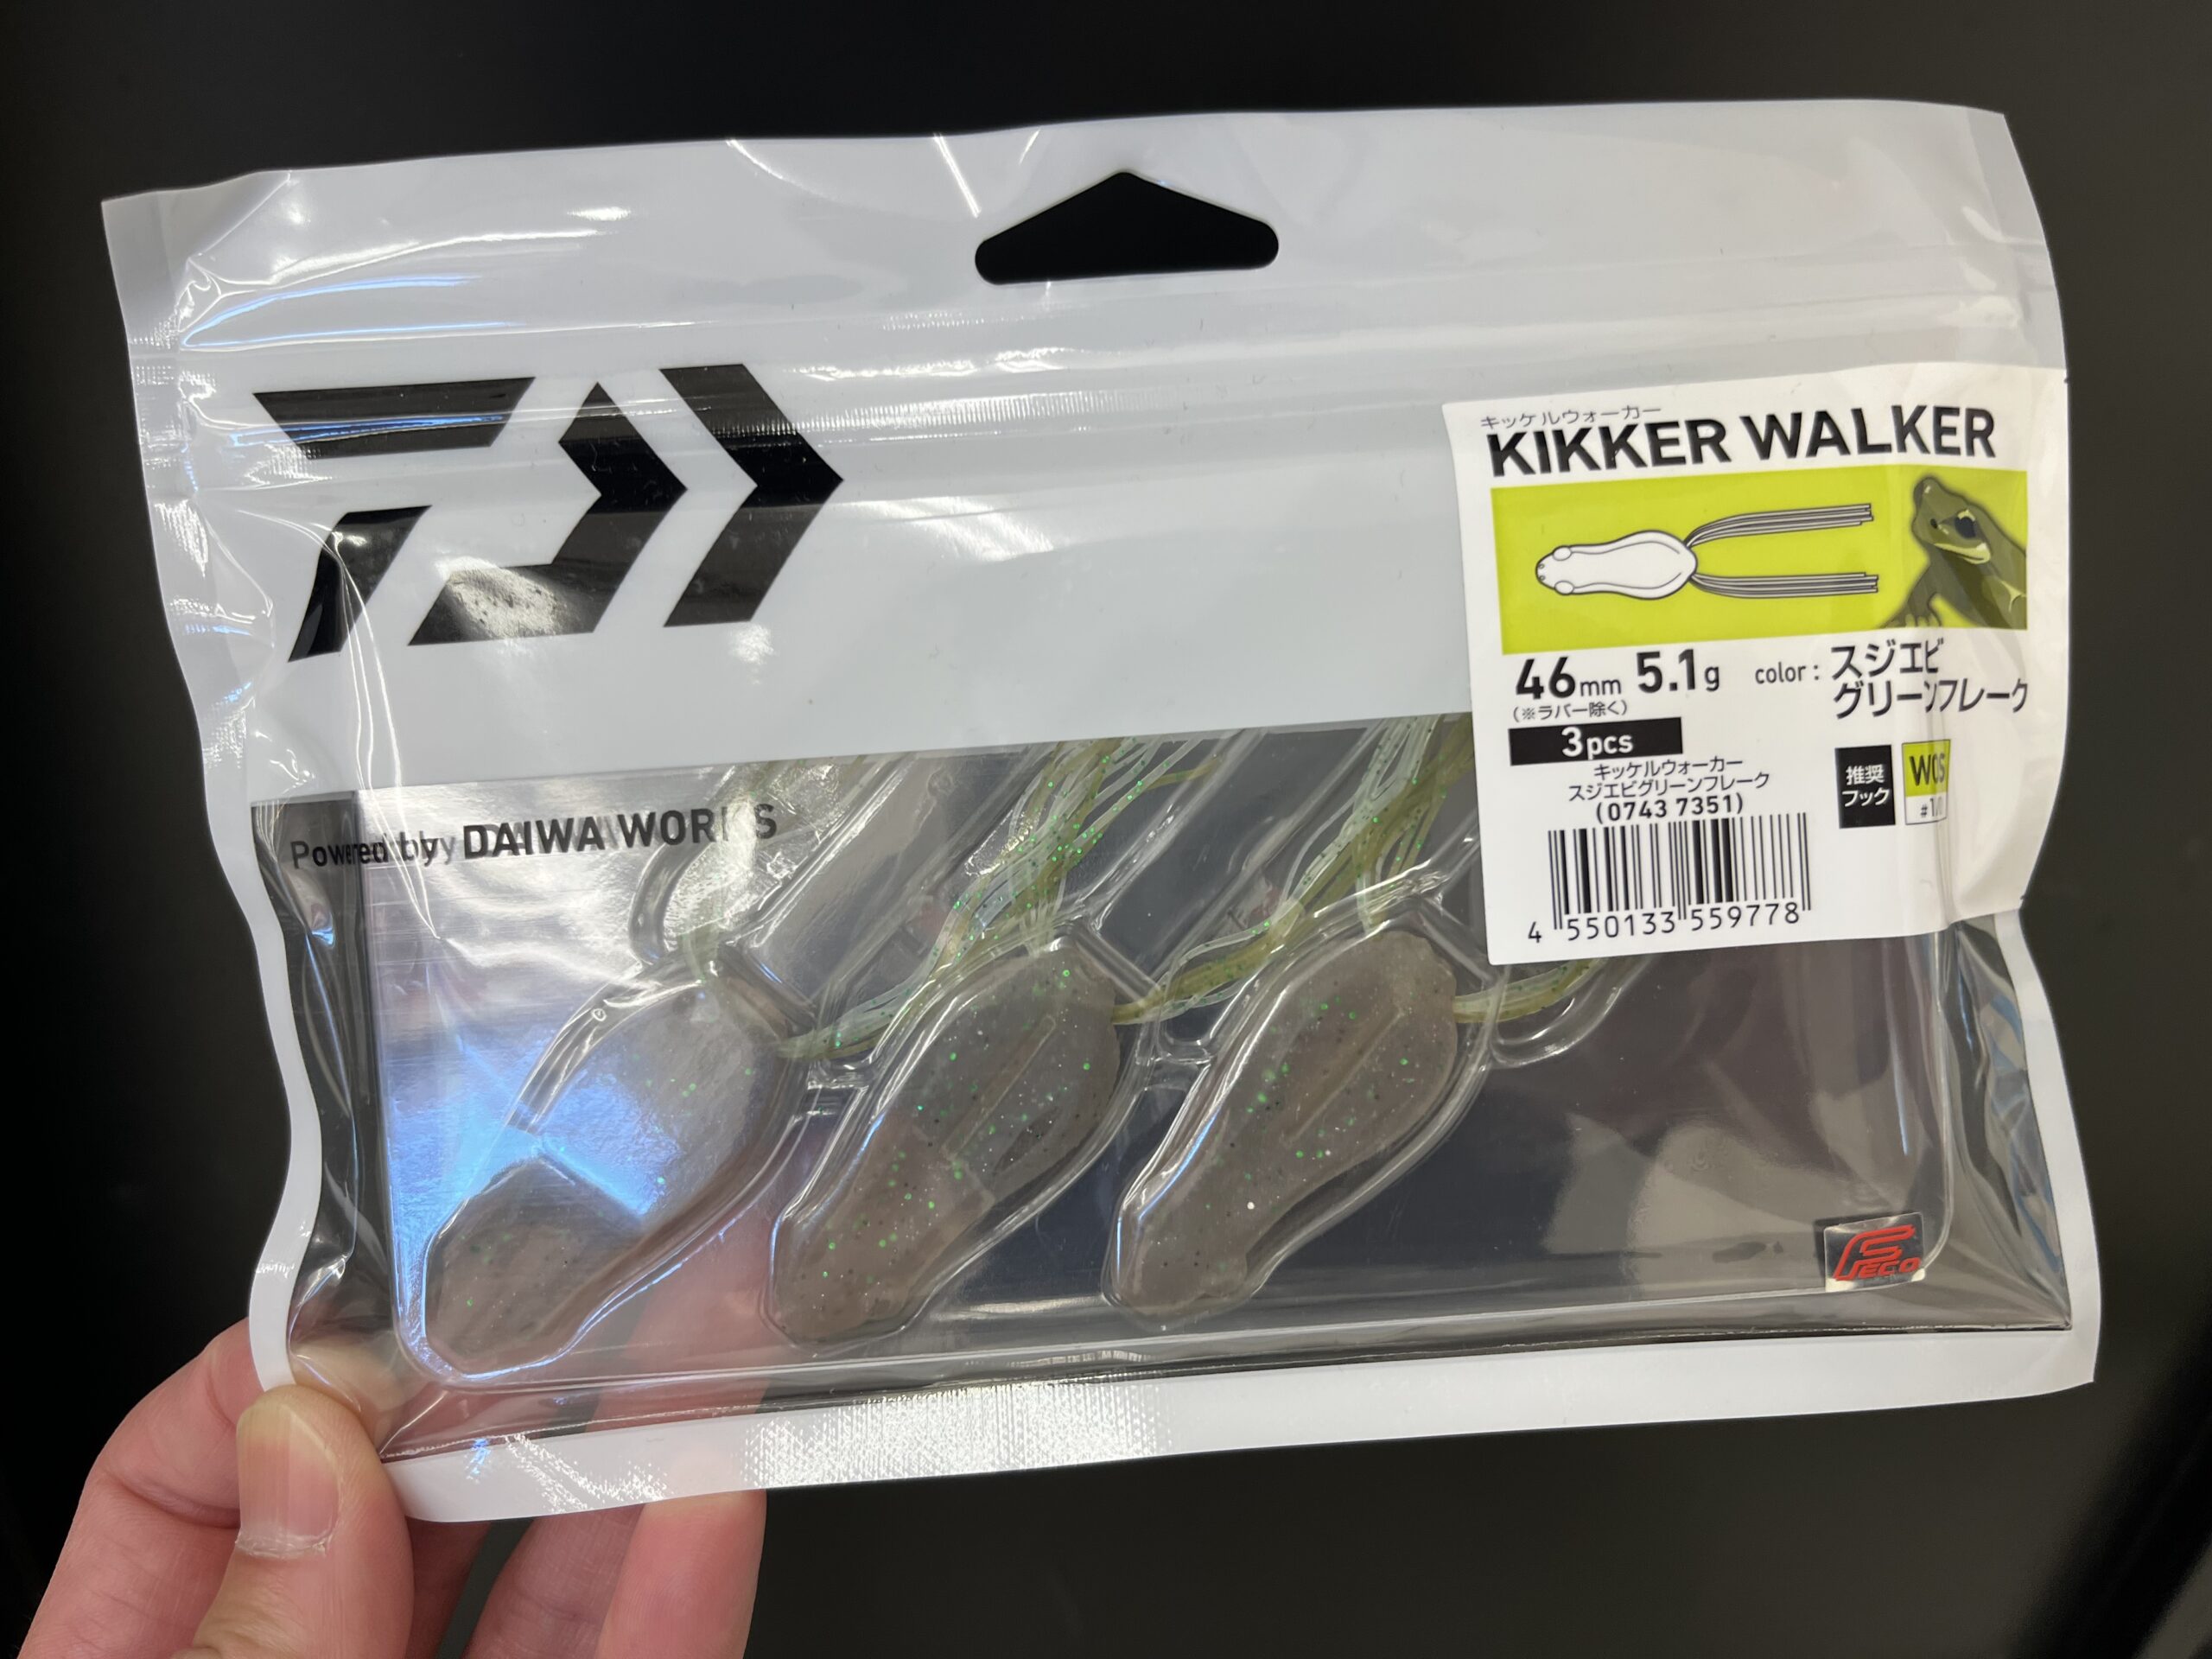 キッケルウォーカー
KIKKER WALKER
46mm 5.1g color : スジエビ
グリーンフレーク
(※ラバー除く)
3pcs
キッケルウォーカー
スジエビグリーンフレーク
(0743 7351)
推奨
フック
WOS
4 550133 559778
Powered by DAIWA WORKS
FECO